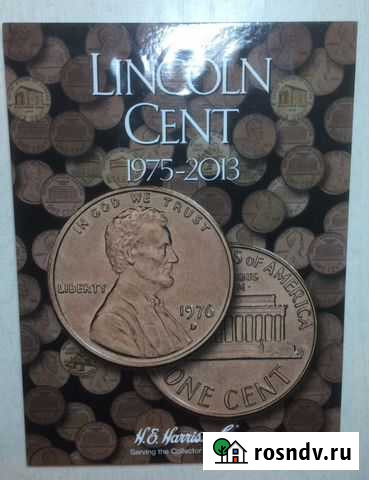 LINCOLN
CENT
1975-2013
IN GOD WE TRUST
LIBERTY
1976
D
S OF AMERICA
ONE CENT
H.E. Harris
Serving the Collector
rosndv.ru